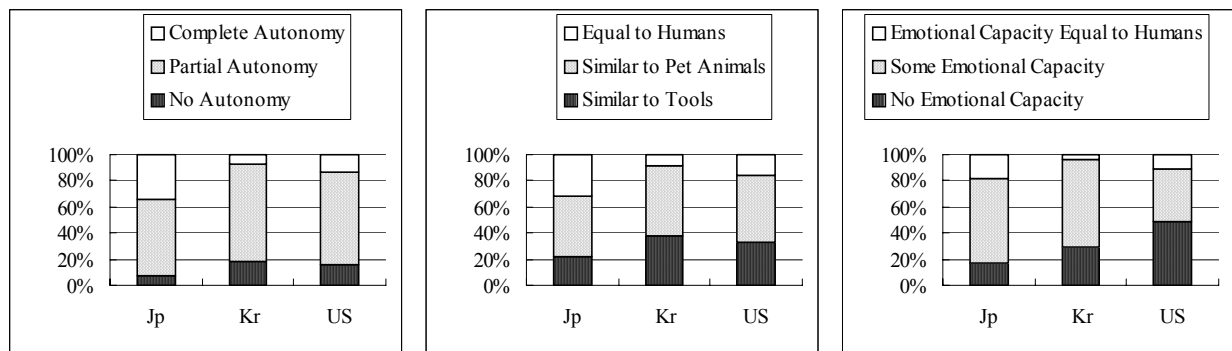 Complete Autonomy
Partial Autonomy
No Autonomy
100%
80%
60%
40%
20%
0%
Jp Kr US
Equal to Humans
Similar to Pet Animals
Similar to Tools
100%
80%
60%
40%
20%
0%
Jp Kr US
Emotional Capacity Equal to Humans
Some Emotional Capacity
No Emotional Capacity
100%
80%
60%
40%
20%
0%
Jp Kr US